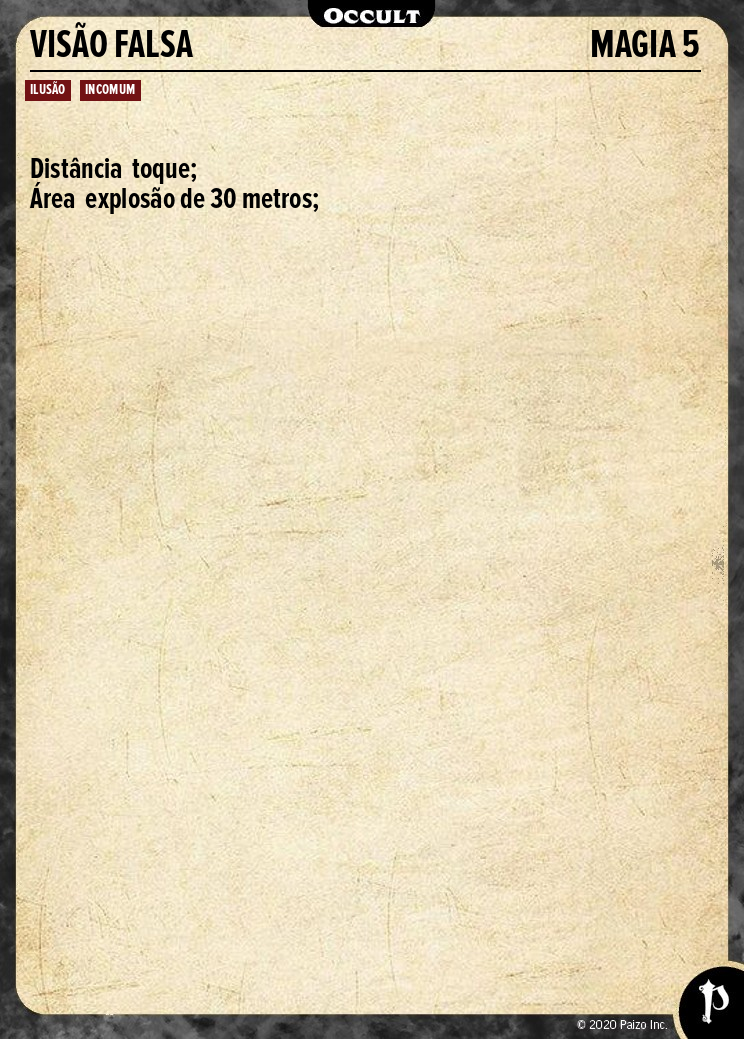 OCCULT
VISÃO FALSA MAGIA 5
ILUSÃO INCOMUM
Distância toque;
Área explosão de 30 metros;
© 2020 Paizo Inc.
P